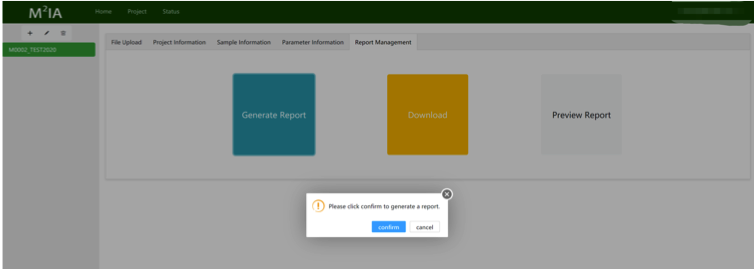 M²IA Home Project Status
M0002_TEST2020
File Upload Project Information Sample Information Parameter Information Report Management
Generate Report Download Preview Report
Please click confirm to generate a report.
confirm cancel